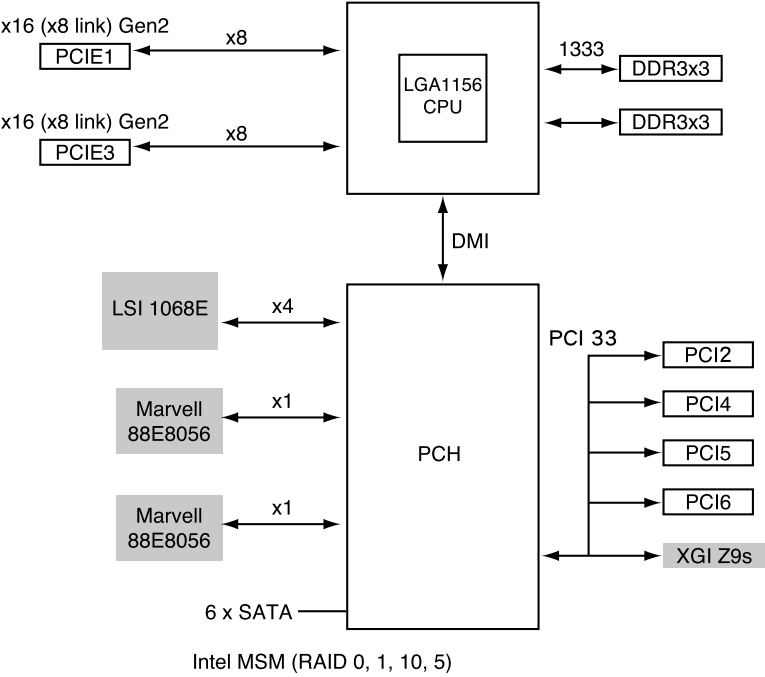 x16 (x8 link) Gen2
PCIE1
x8
x16 (x8 link) Gen2
PCIE3
x8
LGA1156
CPU
1333
DDR3x3
DDR3x3
DMI
LSI 1068E
x4
Marvell
88E8056
x1
Marvell
88E8056
x1
6 x SATA
PCH
PCI 33
PCI2
PCI4
PCI5
PCI6
XGI Z9s
Intel MSM (RAID 0, 1, 10, 5)